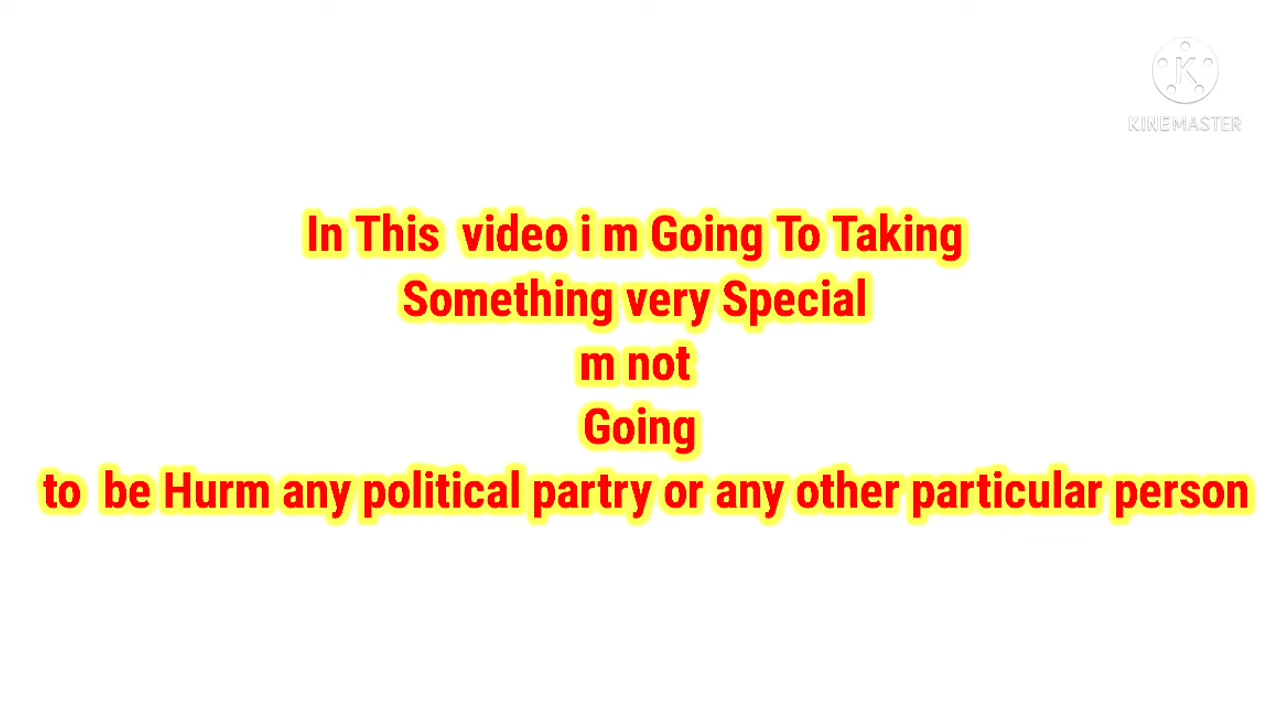 KINEMASTER
In This video i m Going To Taking
Something very Special
m not
Going
to be Hurm any political partry or any other particular person